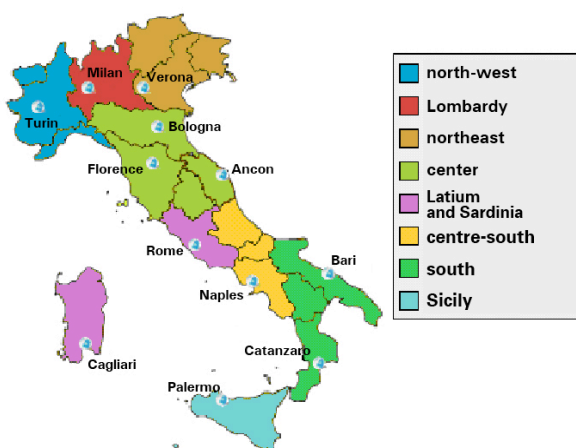 Milan
Verona
Turin
Bologna
Florence
Ancon
Rome
Bari
Naples
Catanzaro
Cagliari
Palermo
north-west
Lombardy
northeast
center
Latium
and Sardinia
centre-south
south
Sicily